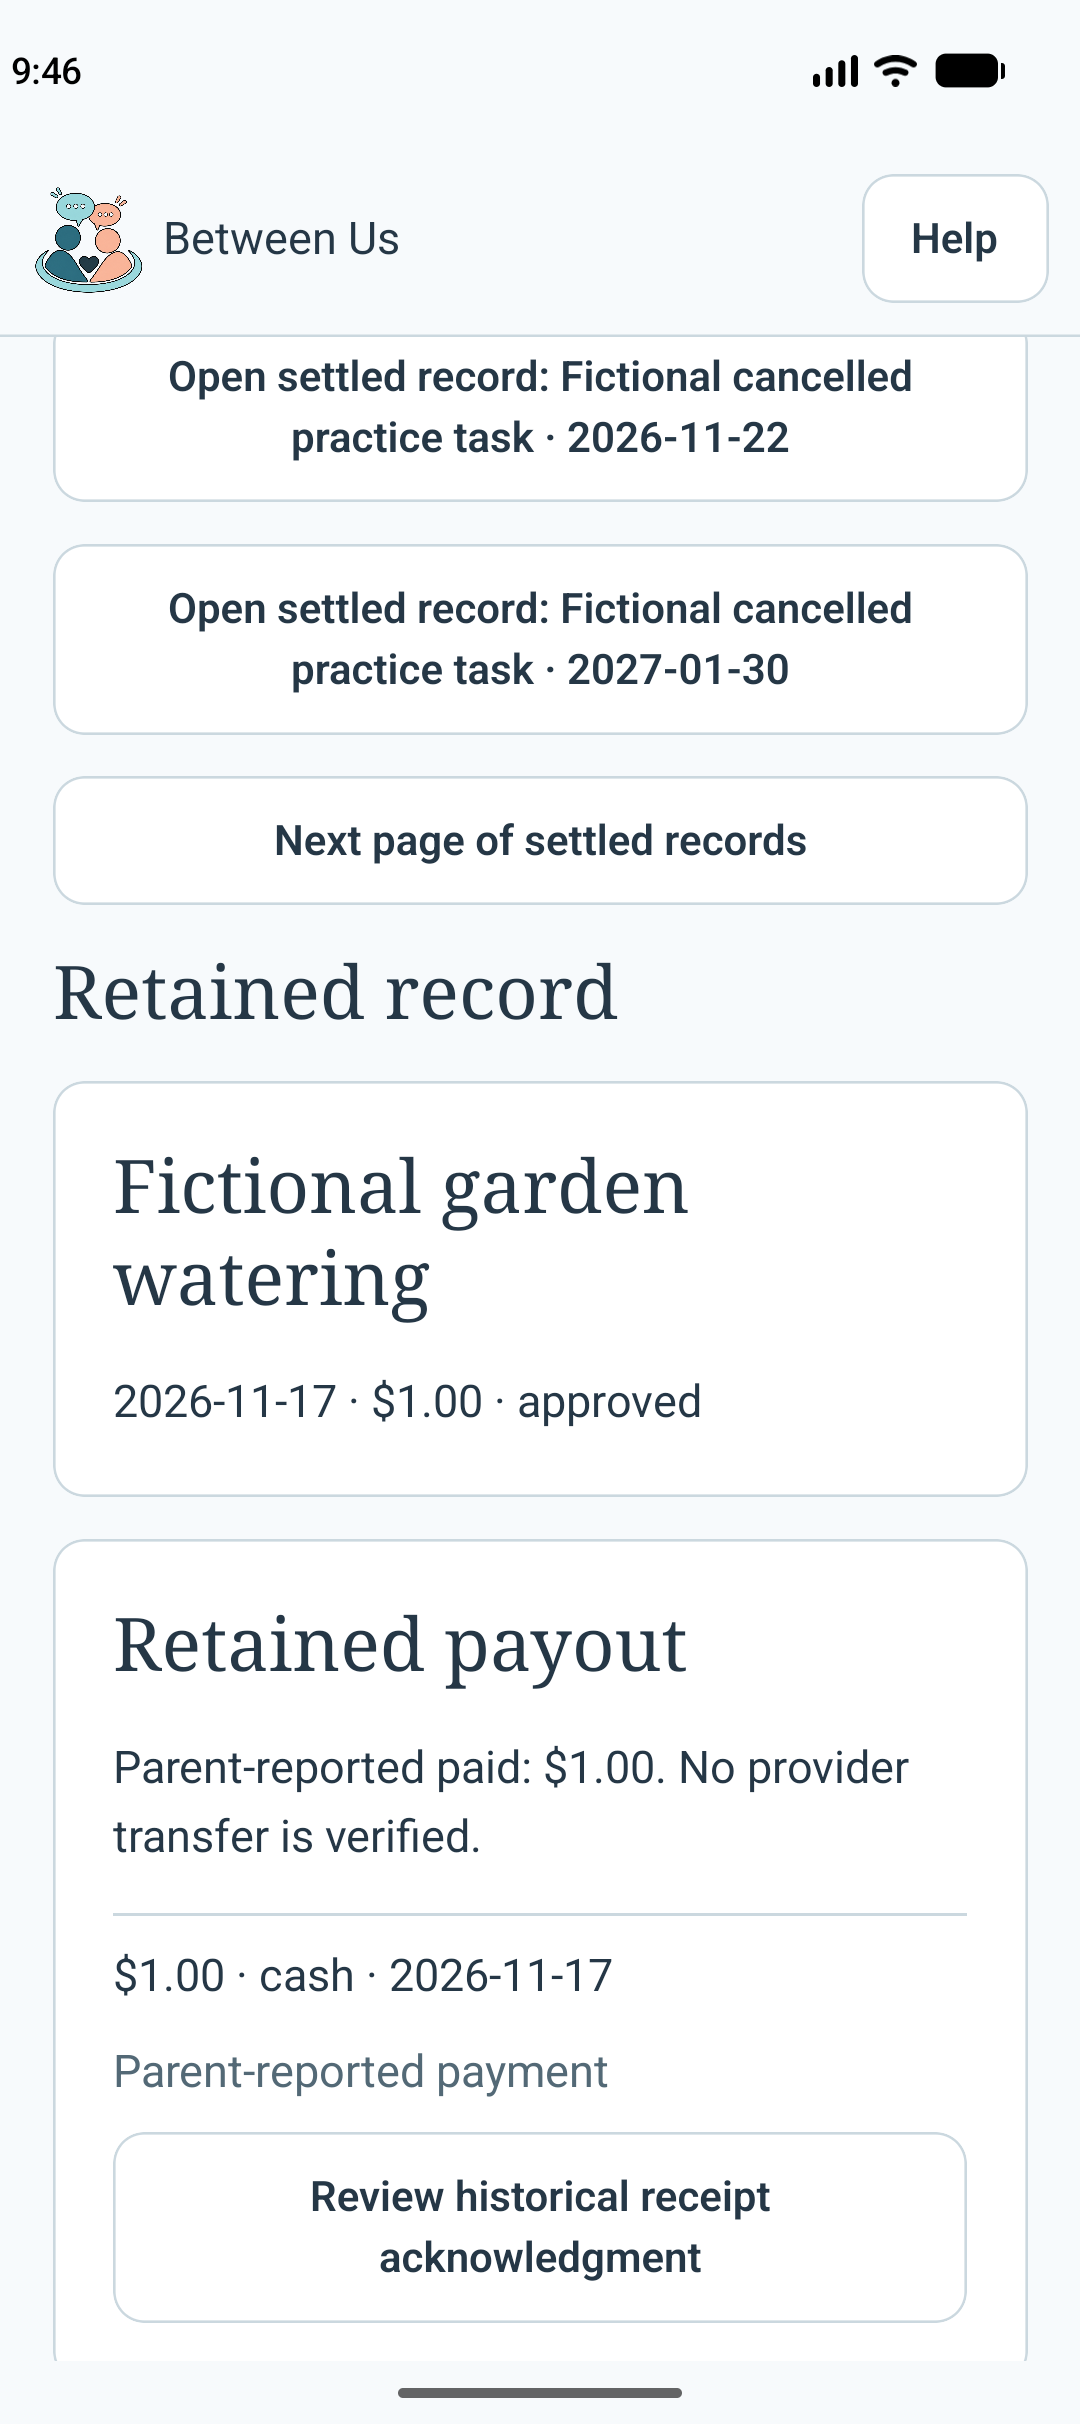 9:46
Between Us
Help
Open settled record: Fictional cancelled
practice task · 2026-11-22
Open settled record: Fictional cancelled
practice task · 2027-01-30
Next page of settled records
Retained record
Fictional garden
watering
2026-11-17 · $1.00 · approved
Retained payout
Parent-reported paid: $1.00. No provider
transfer is verified.
$1.00 · cash · 2026-11-17
Parent-reported payment
Review historical receipt
acknowledgment